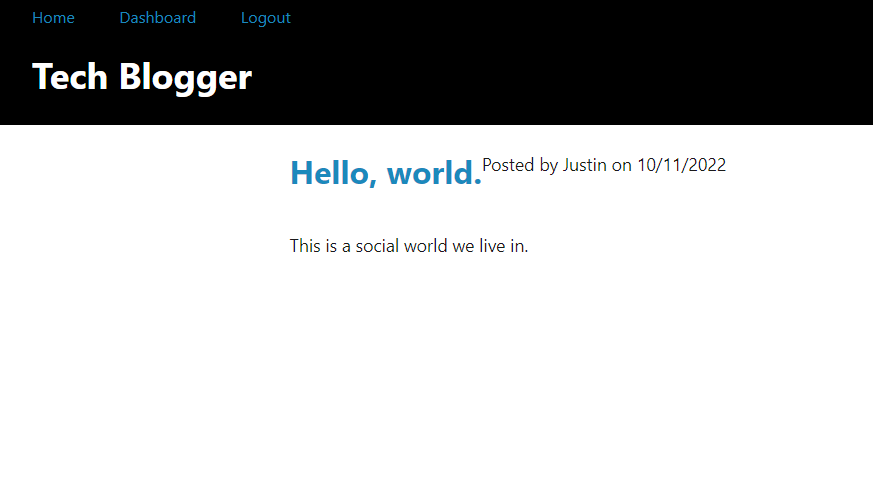 Home Dashboard Logout
Tech Blogger
Hello, world. Posted by Justin on 10/11/2022
This is a social world we live in.